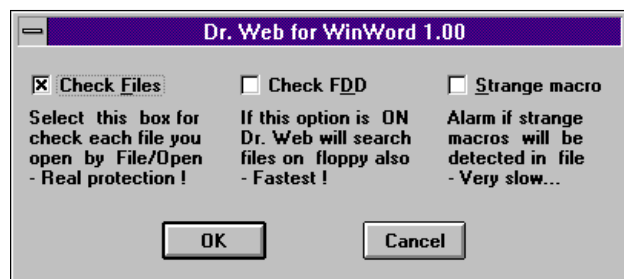 Dr. Web for WinWord 1.00
Check Files
Select this box for
check each file you
open by File/Open
- Real protection !
Check FDD
If this option is ON
Dr. Web will search
files on floppy also
- Fastest !
Strange macro
Alarm if strange
macros will be
detected in file
- Very slow...
OK
Cancel